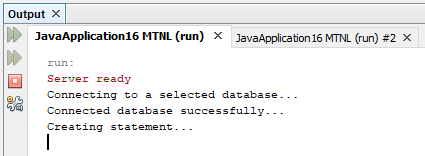 Output ×
JavaApplication16 MTNL (run) × JavaApplication16 MTNL (run) #2 ×
run:
Server ready
Connecting to a selected database...
Connected database successfully...
Creating statement...